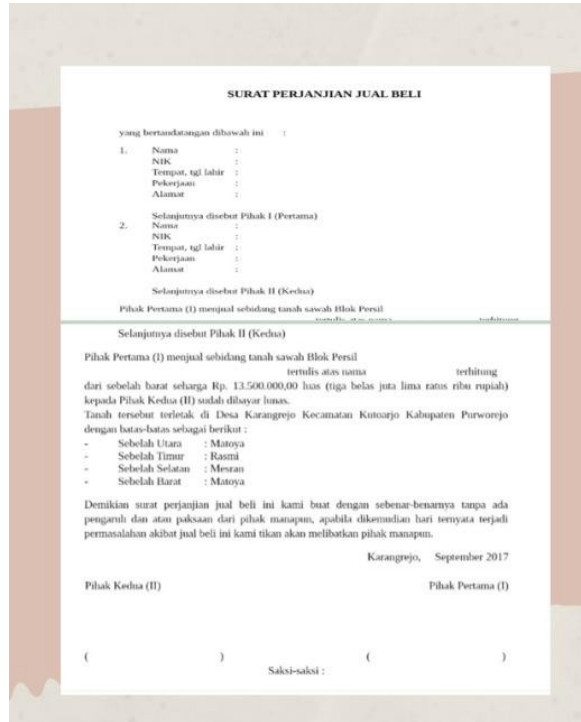 SURAT PERJANJIAN JUAL BELI
yang bertandatangan dibawah ini :
1. Nama :
NIK :
Tempat, tgl lahir :
Pekerjaan :
Alamat :
Selanjutnya disebut Pihak I (Pertama)
2. Nama :
NIK :
Tempat, tgl lahir :
Pekerjaan :
Alamat :
Selanjutnya disebut Pihak II (Kedua)
Pihak Pertama (I) menjual sebidang tanah sawah Blok Persil
tertulis atas nama terhitung
Selanjutnya disebut Pihak II (Kedua)
Pihak Pertama (I) menjual sebidang tanah sawah Blok Persil
tertulis atas nama terhitung
dari sebelah barat seharga Rp. 13.500.000,00 luas (tiga belas juta lima ratus ribu rupiah)
kepada Pihak Kedua (II) sudah dibayar lunas.
Tanah tersebut terletak di Desa Karangrejo Kecamatan Kutoarjo Kabupaten Purworejo
dengan batas-batas sebagai berikut :
- Sebelah Utara : Matoya
- Sebelah Timur : Rasmi
- Sebelah Selatan : Mesran
- Sebelah Barat : Matoya
Demikian surat perjanjian jual beli ini kami buat dengan sebenar-benarnya tanpa ada
pengaruh dan atau paksaan dari pihak manapun, apabila dikemudian hari ternyata terjadi
permasalahan akibat jual beli ini kami tikan akan melibatkan pihak manapun.
Karangrejo, September 2017
Pihak Kedua (II) Pihak Pertama (I)
( ) ( )
Saksi-saksi :